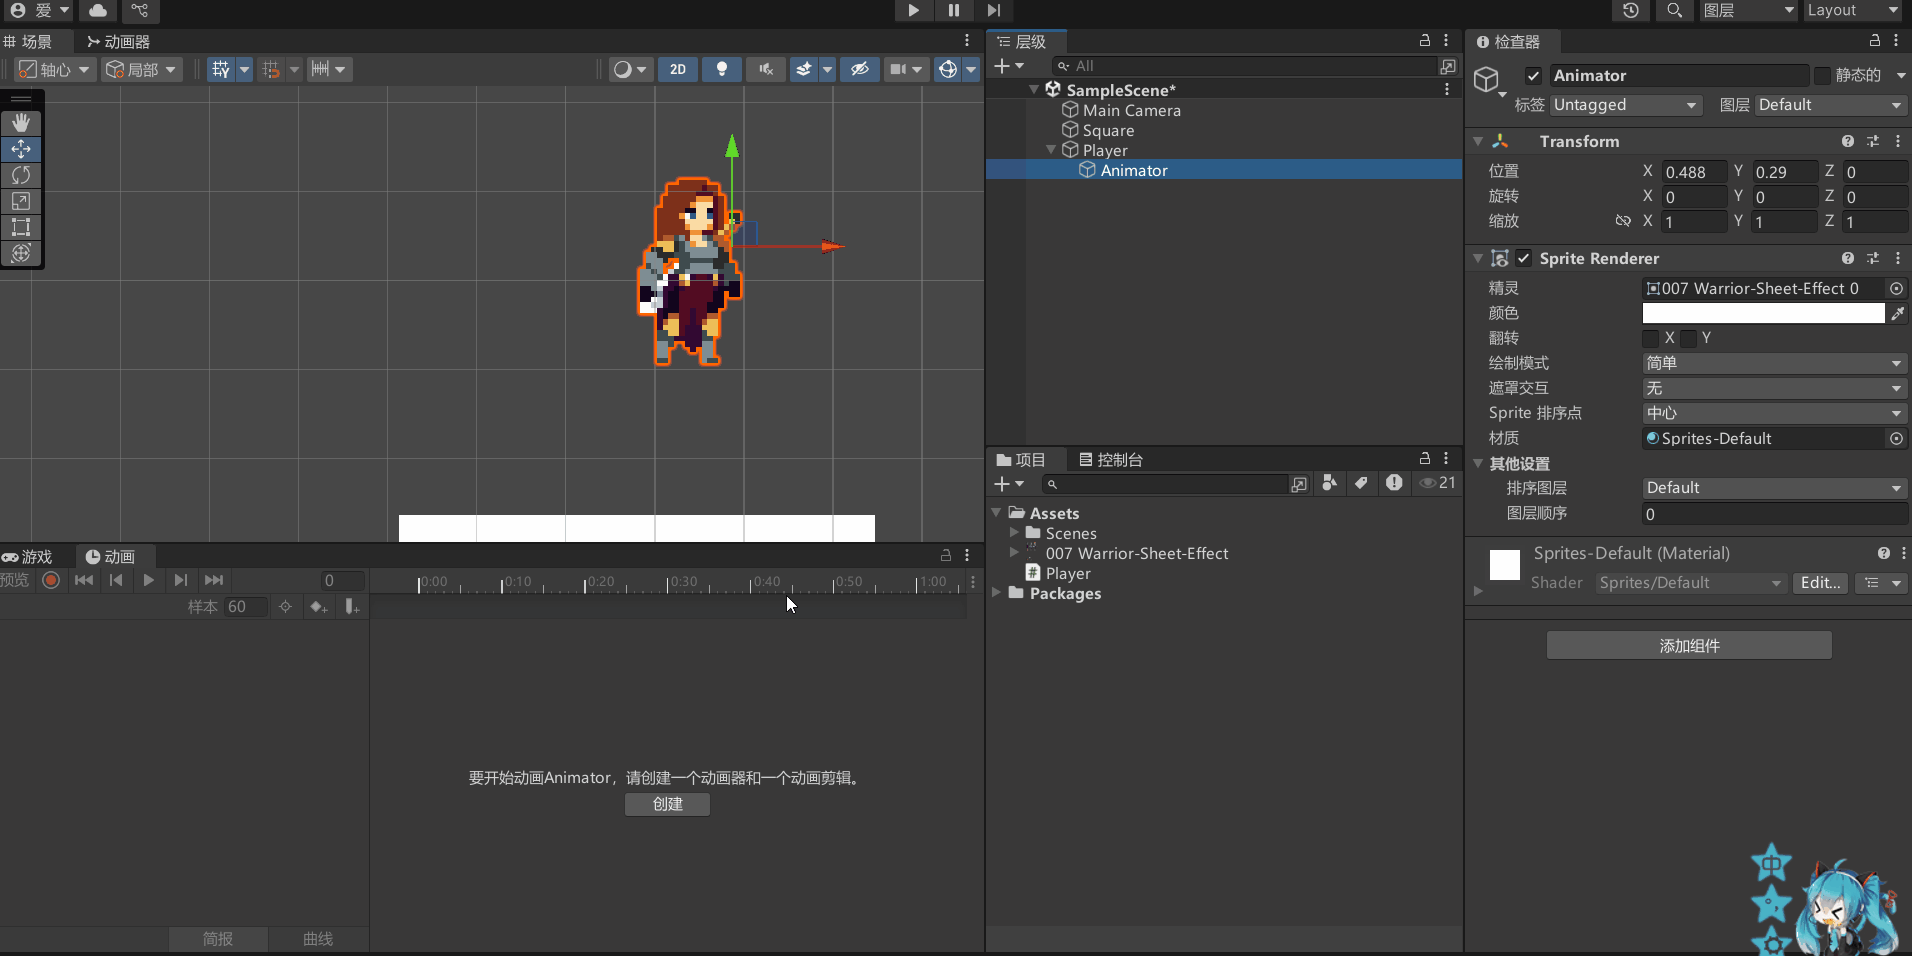 爱
图层
Layout
场景
动画器
轴心
局部
2D
层级
All
SampleScene*
Main Camera
Square
Player
Animator
检查器
Animator
静态的
标签 Untagged
图层 Default
Transform
位置 X 0.488 Y 0.29 Z 0
旋转 X 0 Y 0 Z 0
缩放 X 1 Y 1 Z 1
Sprite Renderer
精灵 007 Warrior-Sheet-Effect 0
颜色
翻转 X Y
绘制模式 简单
遮罩交互 无
Sprite 排序点 中心
材质 Sprites-Default
其他设置
排序图层 Default
图层顺序 0
Sprites-Default (Material)
Shader Sprites/Default Edit...
添加组件
项目
控制台
21
Assets
Scenes
007 Warrior-Sheet-Effect
Player
Packages
游戏
动画
预览
0
0:00 0:10 0:20 0:30 0:40 0:50 1:00
样本 60
要开始动画Animator，请创建一个动画器和一个动画剪辑。
创建
简报
曲线
中